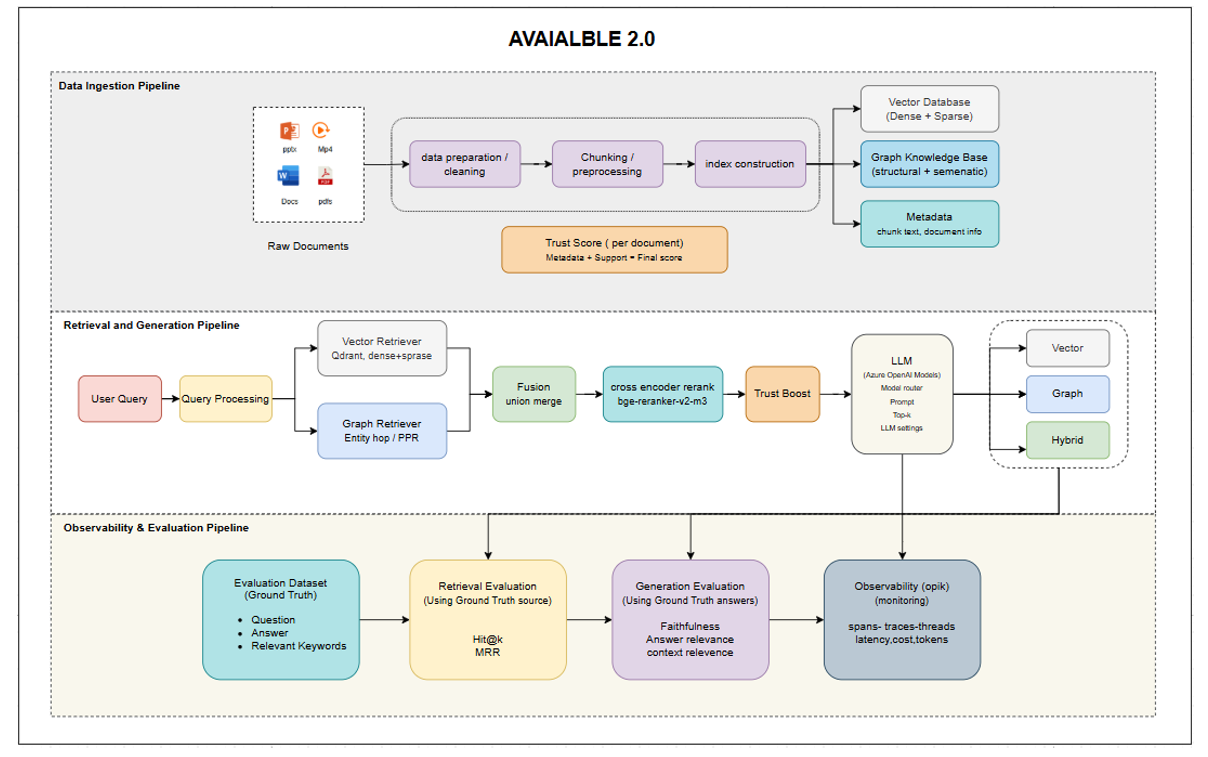 AVAIALBLE 2.0
Data Ingestion Pipeline
pptx
Mp4
Docs
pdfs
Raw Documents
data preparation /
cleaning
Chunking /
preprocessing
index construction
Vector Database
(Dense + Sparse)
Graph Knowledge Base
(structural + semenatic)
Metadata
chunk text, document info
Trust Score ( per document)
Metadata + Support = Final score
Retrieval and Generation Pipeline
User Query
Query Processing
Vector Retriever
Qdrant, dense+sprase
Graph Retriever
Entity hop / PPR
Fusion
union merge
cross encoder rerank
bge-reranker-v2-m3
Trust Boost
LLM
(Azure OpenAI Models)
Model router
Prompt
Top-k
LLM settings
Vector
Graph
Hybrid
Observability & Evaluation Pipeline
Evaluation Dataset
(Ground Truth)
• Question
• Answer
• Relevant Keywords
Retrieval Evaluation
(Using Ground Truth source)
Hit@k
MRR
Generation Evaluation
(Using Ground Truth answers)
Faithfulness
Answer relevance
context relevence
Observability (opik)
(monitoring)
spans- traces-threads
latency,cost,tokens